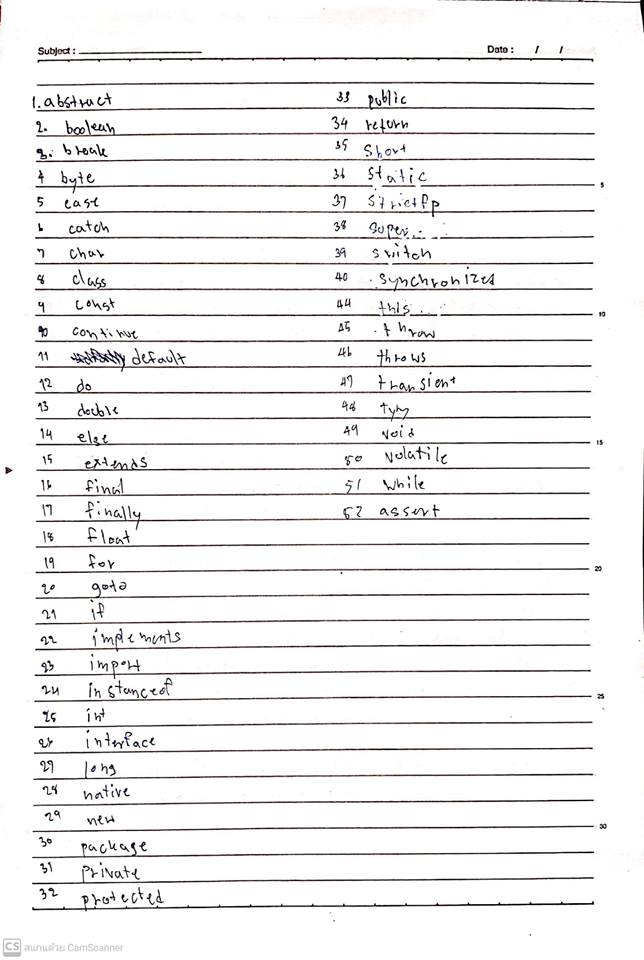 Subject :
Date : / /
1. abstract
2. boolean
3. break
4 byte
5 case
6 catch
7 char
8 class
9 const
10 continue
11 default
12 do
13 double
14 else
15 extends
16 final
17 finally
18 float
19 for
20 goto
21 if
22 implements
23 import
24 instanceof
25 int
26 interface
27 long
28 native
29 new
30 package
31 private
32 protected
33 public
34 return
35 Short
36 Static
37 Strictfp
38 super
39 switch
40 synchronized
44 this
45 throw
46 throws
47 transient
48
49 void
50 volatile
51 while
52 assert
5
10
15
20
25
30
CS สแกนด้วย CamScanner